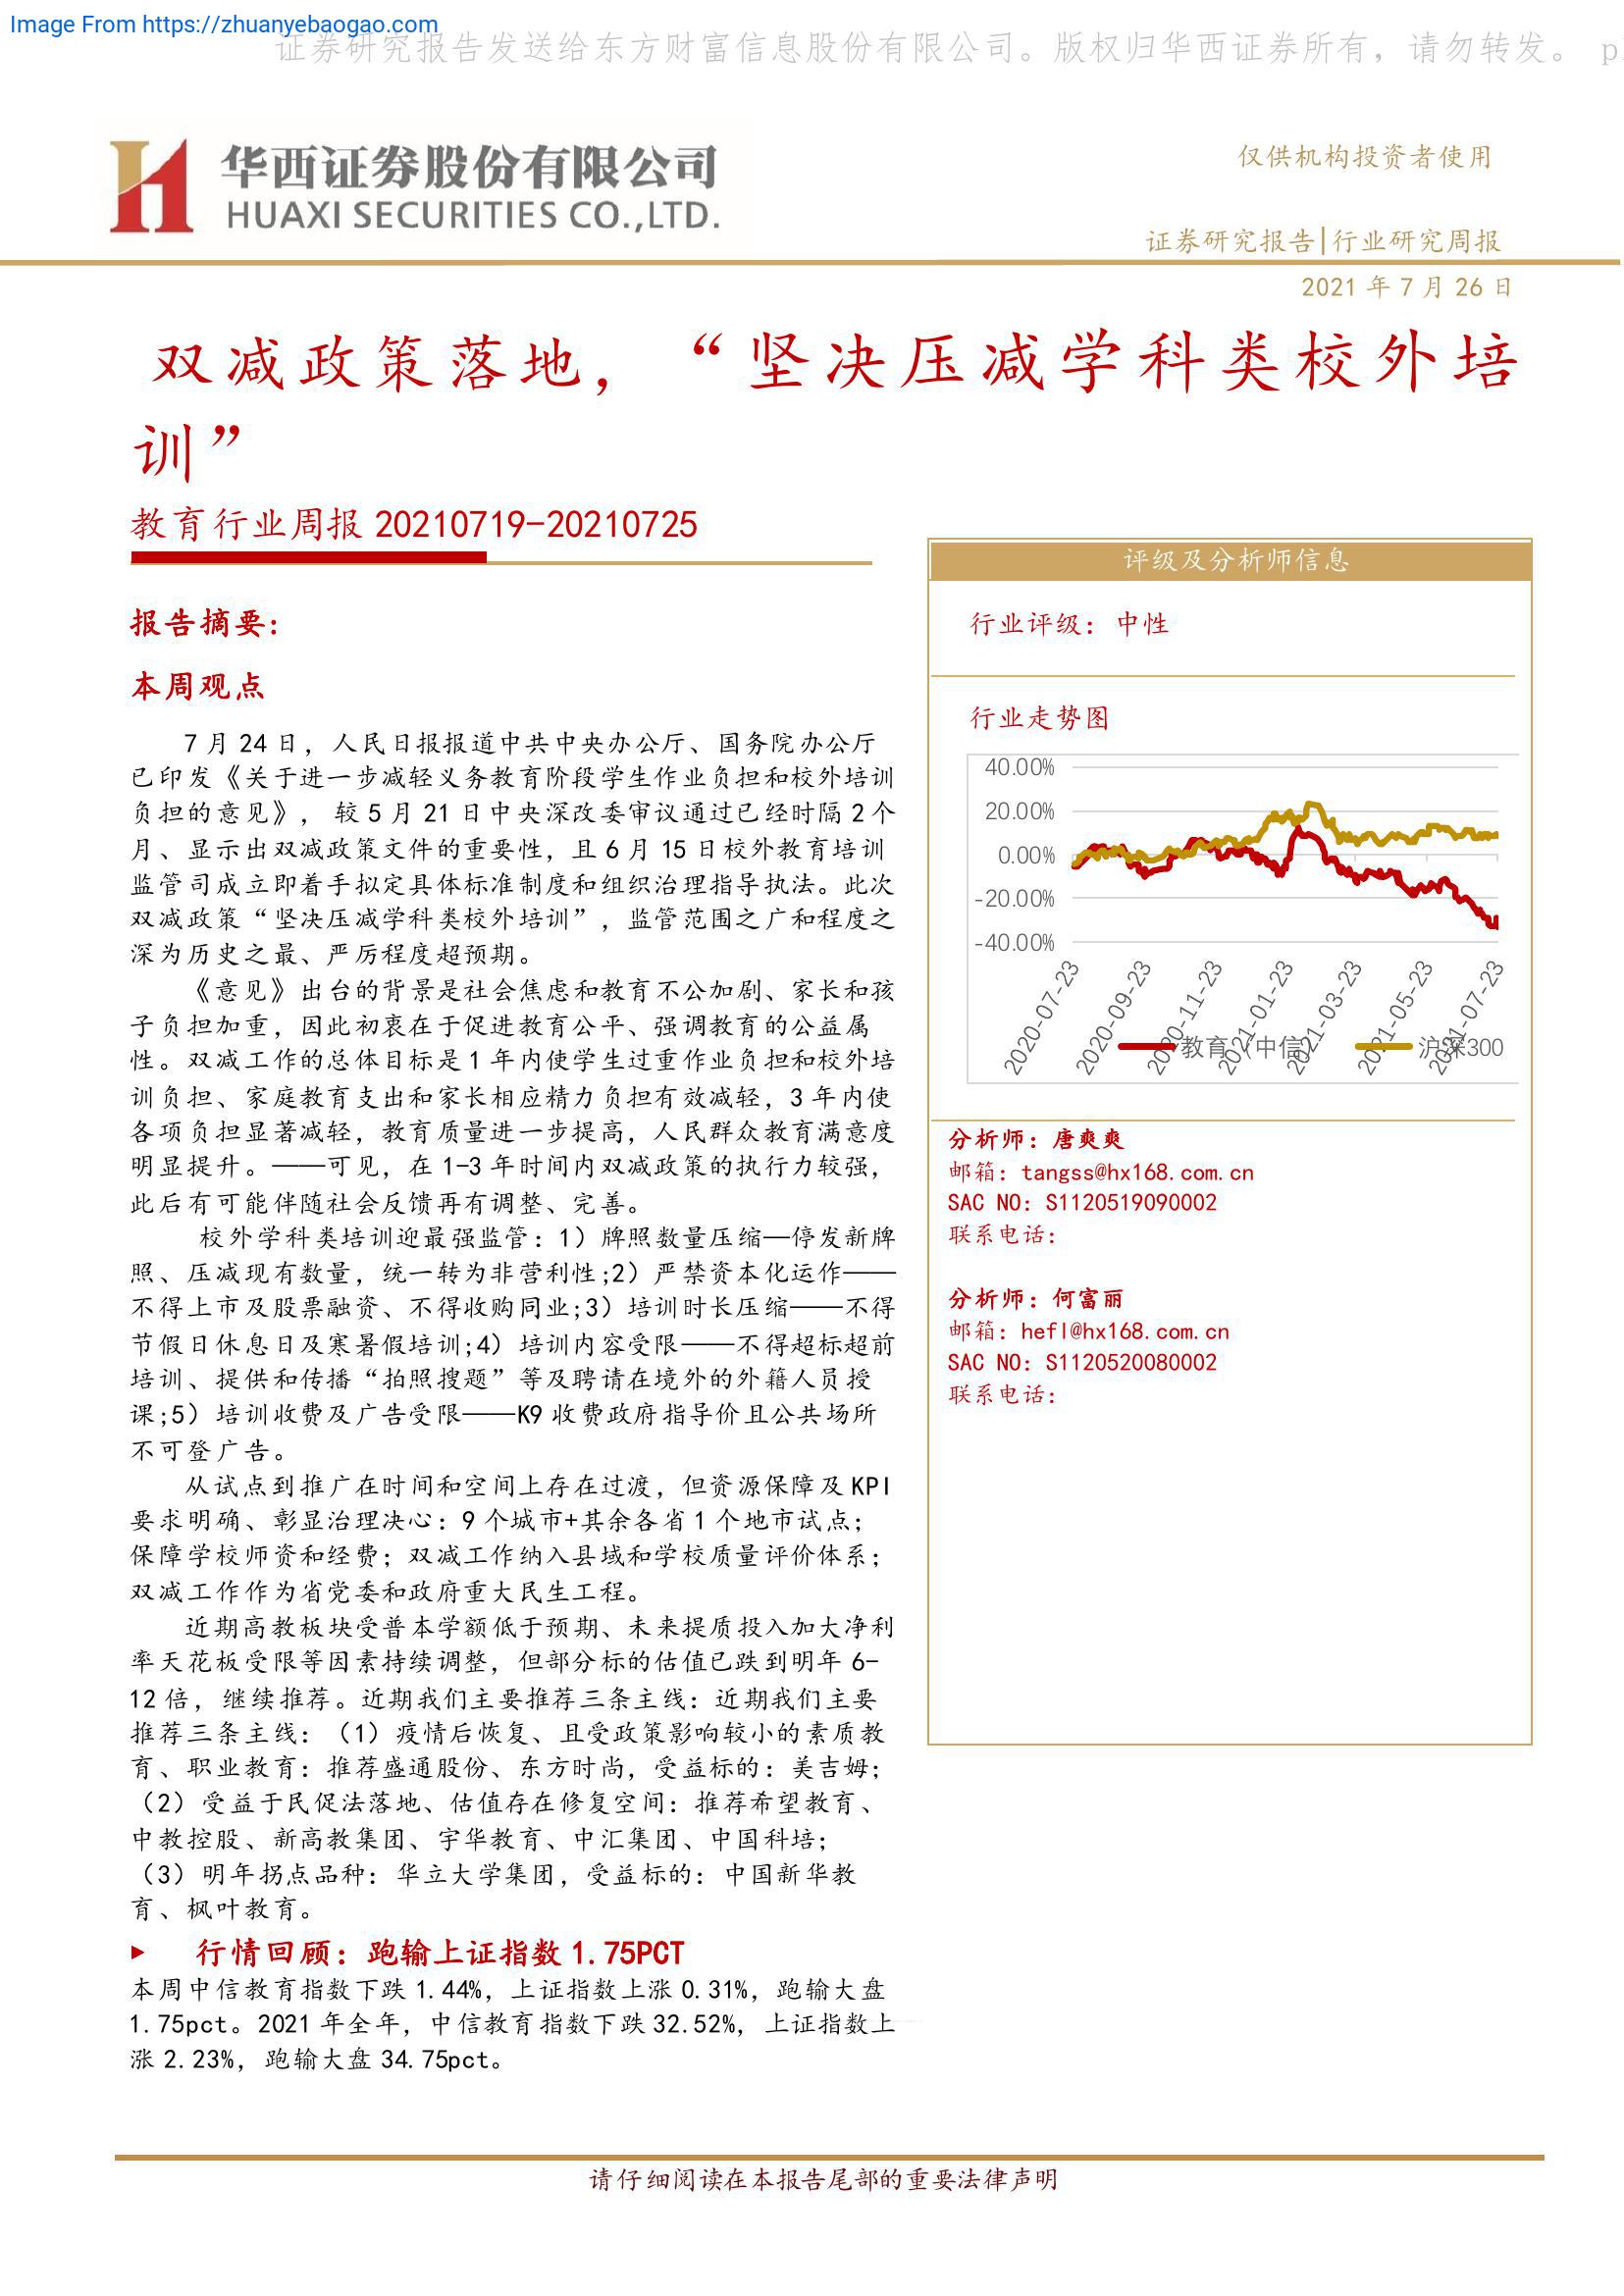 Image From https://zhuanyebaogao.com
证券研究报告发送给东方财富信息股份有限公司。版权归华西证券所有，请勿转发。 p
华西证券股份有限公司
HUAXI SECURITIES CO.,LTD.
仅供机构投资者使用
证券研究报告|行业研究周报
2021 年 7 月 26 日
双减政策落地，“坚决压减学科类校外培
训”
教育行业周报 20210719-20210725
报告摘要:
本周观点
7 月 24 日，人民日报报道中共中央办公厅、国务院办公厅
已印发《关于进一步减轻义务教育阶段学生作业负担和校外培训
负担的意见》， 较 5 月 21 日中央深改委审议通过已经时隔 2 个
月、显示出双减政策文件的重要性，且 6 月 15 日校外教育培训
监管司成立即着手拟定具体标准制度和组织治理指导执法。此次
双减政策“坚决压减学科类校外培训”，监管范围之广和程度之
深为历史之最、严厉程度超预期。
《意见》出台的背景是社会焦虑和教育不公加剧、家长和孩
子负担加重，因此初衷在于促进教育公平、强调教育的公益属
性。双减工作的总体目标是 1 年内使学生过重作业负担和校外培
训负担、家庭教育支出和家长相应精力负担有效减轻，3 年内使
各项负担显著减轻，教育质量进一步提高，人民群众教育满意度
明显提升。——可见，在 1-3 年时间内双减政策的执行力较强，
此后有可能伴随社会反馈再有调整、完善。
校外学科类培训迎最强监管：1）牌照数量压缩—停发新牌
照、压减现有数量，统一转为非营利性;2）严禁资本化运作——
不得上市及股票融资、不得收购同业;3）培训时长压缩——不得
节假日休息日及寒暑假培训;4）培训内容受限——不得超标超前
培训、提供和传播“拍照搜题”等及聘请在境外的外籍人员授
课;5）培训收费及广告受限——K9 收费政府指导价且公共场所
不可登广告。
从试点到推广在时间和空间上存在过渡，但资源保障及 KPI
要求明确、彰显治理决心：9 个城市+其余各省 1 个地市试点；
保障学校师资和经费；双减工作纳入县域和学校质量评价体系；
双减工作作为省党委和政府重大民生工程。
近期高教板块受普本学额低于预期、未来提质投入加大净利
率天花板受限等因素持续调整，但部分标的估值已跌到明年 6-
12 倍，继续推荐。近期我们主要推荐三条主线：近期我们主要
推荐三条主线：（1）疫情后恢复、且受政策影响较小的素质教
育、职业教育：推荐盛通股份、东方时尚，受益标的：美吉姆；
（2）受益于民促法落地、估值存在修复空间：推荐希望教育、
中教控股、新高教集团、宇华教育、中汇集团、中国科培；
（3）明年拐点品种：华立大学集团，受益标的：中国新华教
育、枫叶教育。
行情回顾：跑输上证指数 1.75PCT
本周中信教育指数下跌 1.44%，上证指数上涨 0.31%，跑输大盘
1.75pct。2021 年全年，中信教育指数下跌 32.52%，上证指数上
涨 2.23%，跑输大盘 34.75pct。
评级及分析师信息
行业评级：中性
行业走势图
40.00%
20.00%
0.00%
-20.00%
-40.00%
2020-07-23
2020-09-23
2020-11-23
2021-01-23
2021-03-23
2021-05-23
2021-07-23
教育（中信）
沪深300
分析师：唐爽爽
邮箱：tangss@hx168.com.cn
SAC NO：S1120519090002
联系电话：
分析师：何富丽
邮箱：hefl@hx168.com.cn
SAC NO：S1120520080002
联系电话：
请仔细阅读在本报告尾部的重要法律声明